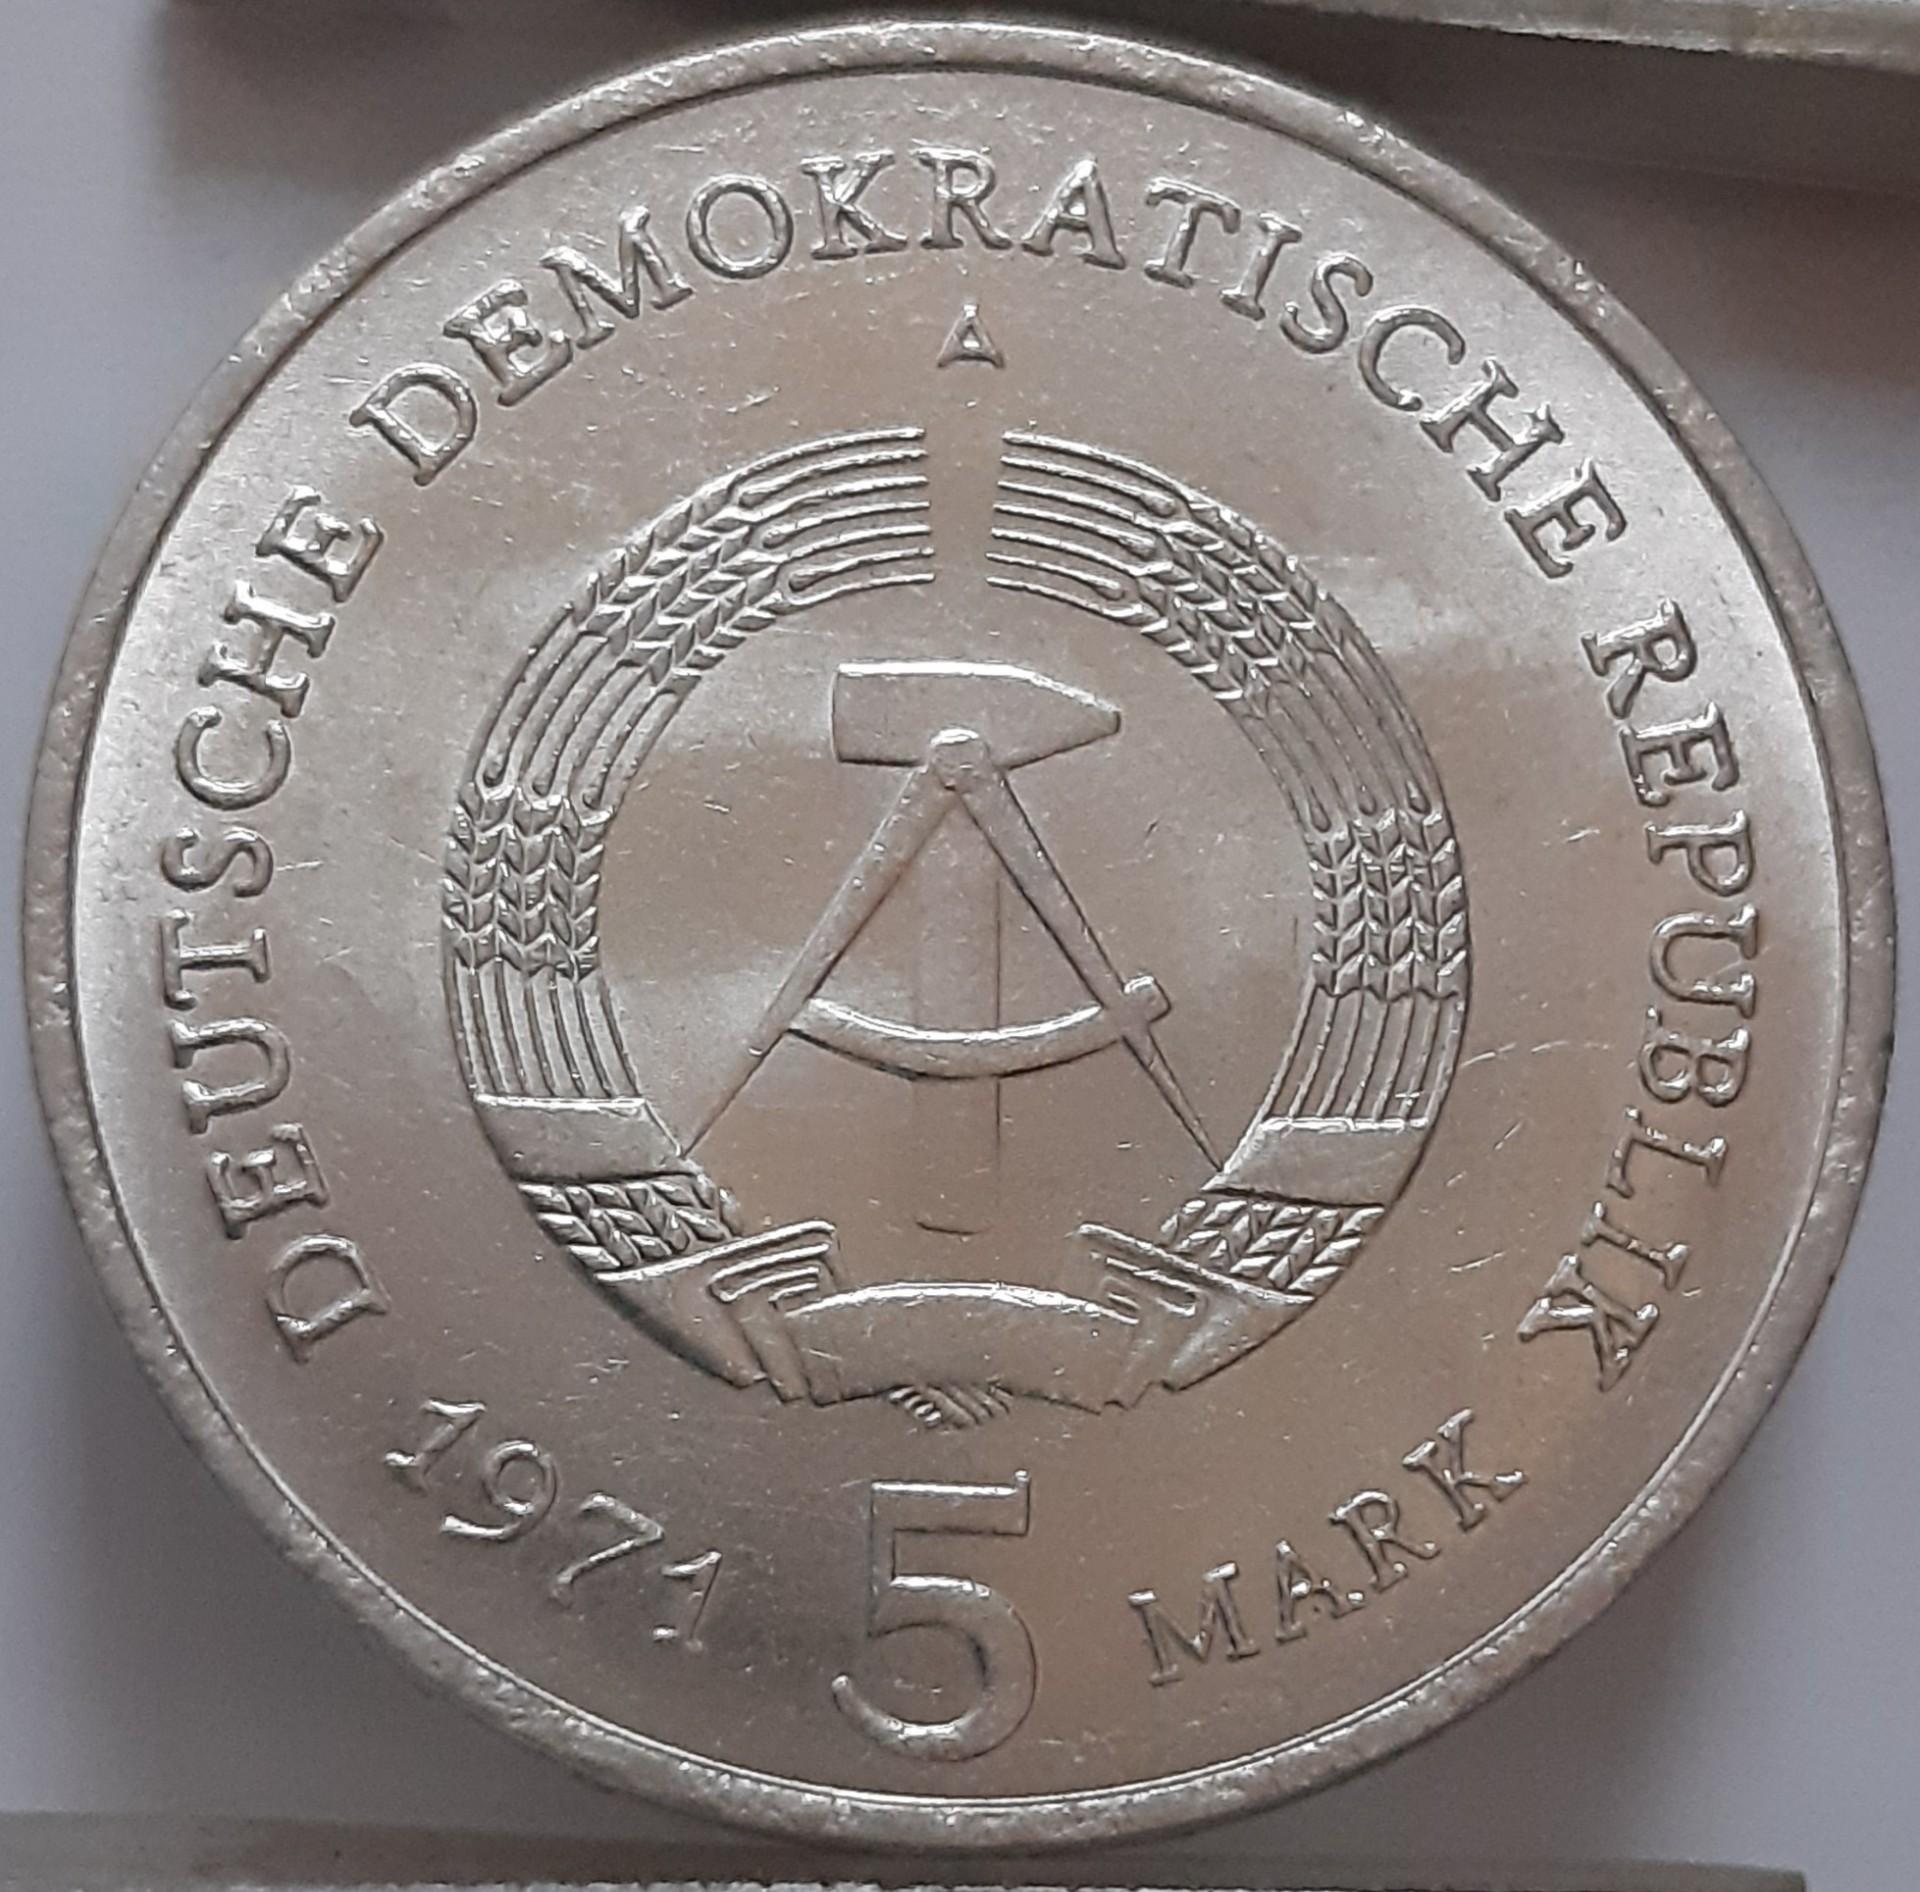 DEUTSCHE DEMOKRATISCHE REPUBLIK
A
1971 5 MARK